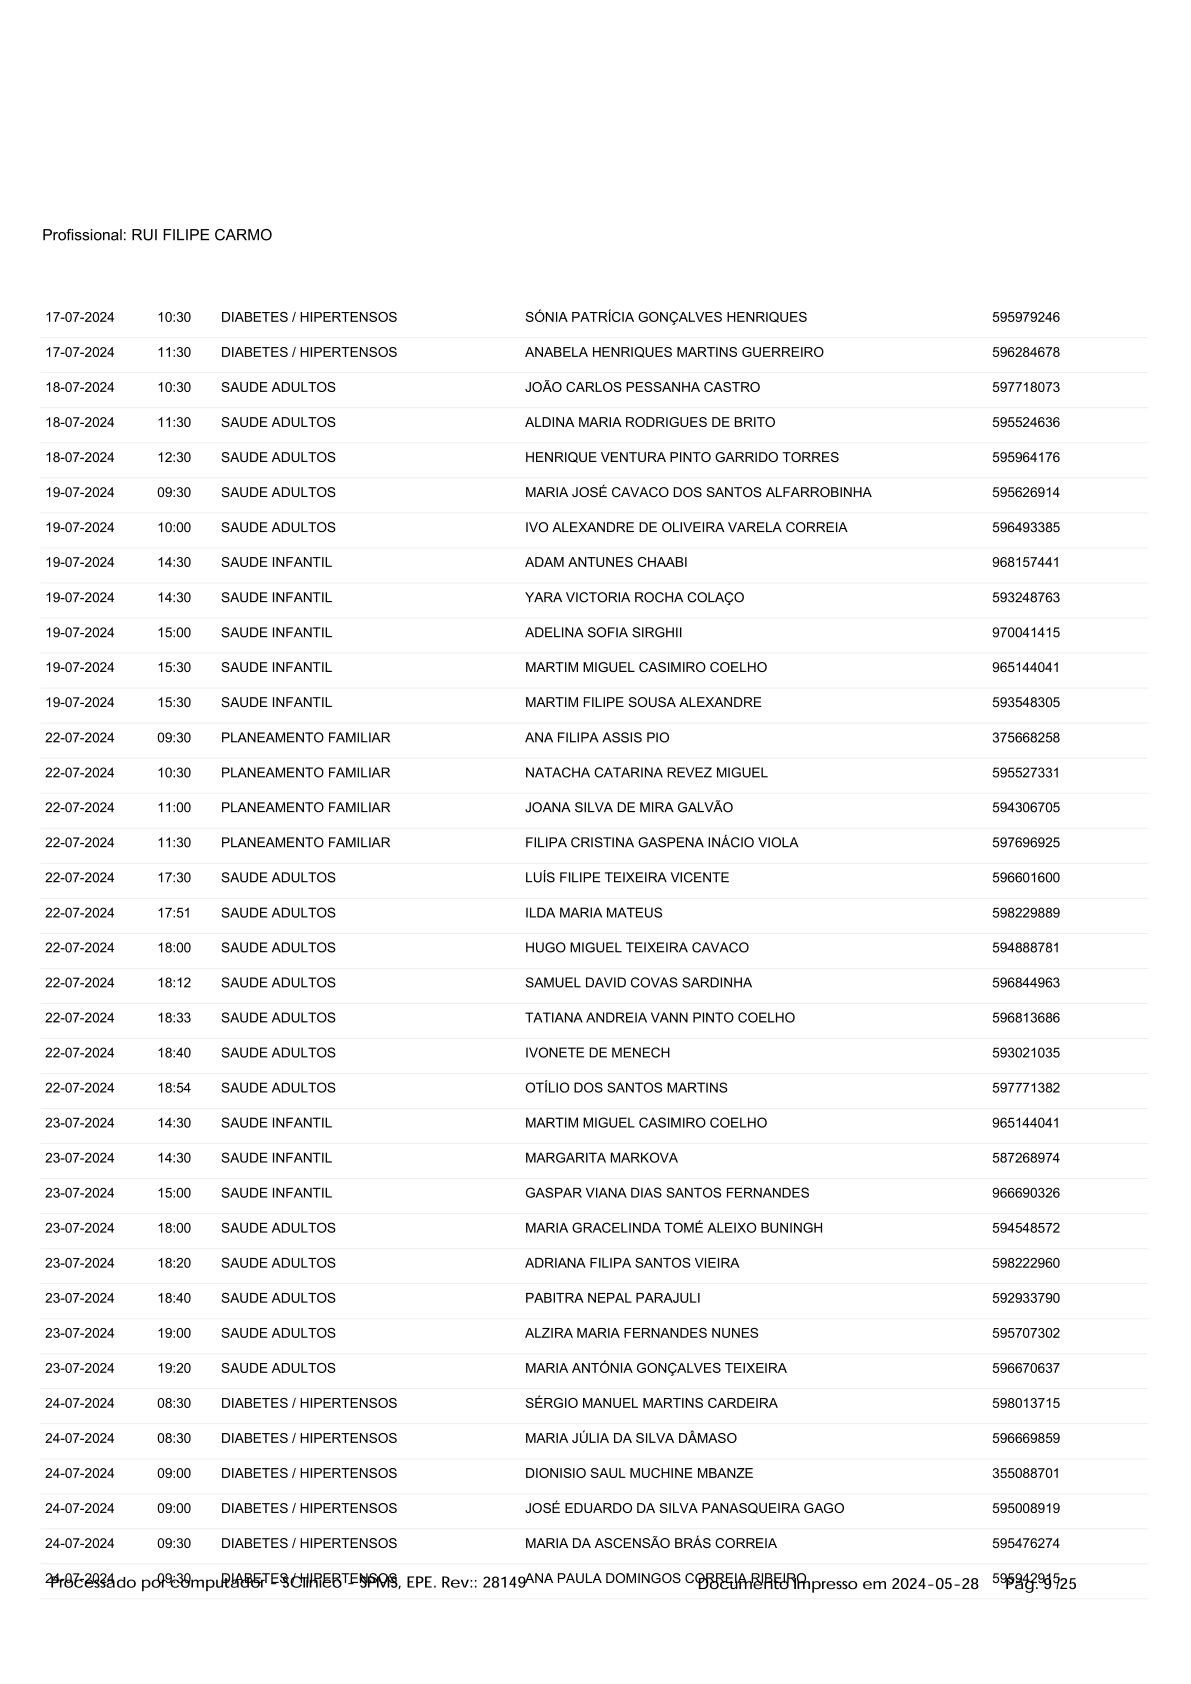 Profissional: RUI FILIPE CARMO
17-07-2024 10:30 DIABETES / HIPERTENSOS SÓNIA PATRÍCIA GONÇALVES HENRIQUES 595979246
17-07-2024 11:30 DIABETES / HIPERTENSOS ANABELA HENRIQUES MARTINS GUERREIRO 596284678
18-07-2024 10:30 SAUDE ADULTOS JOÃO CARLOS PESSANHA CASTRO 597718073
18-07-2024 11:30 SAUDE ADULTOS ALDINA MARIA RODRIGUES DE BRITO 595524636
18-07-2024 12:30 SAUDE ADULTOS HENRIQUE VENTURA PINTO GARRIDO TORRES 595964176
19-07-2024 09:30 SAUDE ADULTOS MARIA JOSÉ CAVACO DOS SANTOS ALFARROBINHA 595626914
19-07-2024 10:00 SAUDE ADULTOS IVO ALEXANDRE DE OLIVEIRA VARELA CORREIA 596493385
19-07-2024 14:30 SAUDE INFANTIL ADAM ANTUNES CHAABI 968157441
19-07-2024 14:30 SAUDE INFANTIL YARA VICTORIA ROCHA COLAÇO 593248763
19-07-2024 15:00 SAUDE INFANTIL ADELINA SOFIA SIRGHII 970041415
19-07-2024 15:30 SAUDE INFANTIL MARTIM MIGUEL CASIMIRO COELHO 965144041
19-07-2024 15:30 SAUDE INFANTIL MARTIM FILIPE SOUSA ALEXANDRE 593548305
22-07-2024 09:30 PLANEAMENTO FAMILIAR ANA FILIPA ASSIS PIO 375668258
22-07-2024 10:30 PLANEAMENTO FAMILIAR NATACHA CATARINA REVEZ MIGUEL 595527331
22-07-2024 11:00 PLANEAMENTO FAMILIAR JOANA SILVA DE MIRA GALVÃO 594306705
22-07-2024 11:30 PLANEAMENTO FAMILIAR FILIPA CRISTINA GASPENA INÁCIO VIOLA 597696925
22-07-2024 17:30 SAUDE ADULTOS LUÍS FILIPE TEIXEIRA VICENTE 596601600
22-07-2024 17:51 SAUDE ADULTOS ILDA MARIA MATEUS 598229889
22-07-2024 18:00 SAUDE ADULTOS HUGO MIGUEL TEIXEIRA CAVACO 594888781
22-07-2024 18:12 SAUDE ADULTOS SAMUEL DAVID COVAS SARDINHA 596844963
22-07-2024 18:33 SAUDE ADULTOS TATIANA ANDREIA VANN PINTO COELHO 596813686
22-07-2024 18:40 SAUDE ADULTOS IVONETE DE MENECH 593021035
22-07-2024 18:54 SAUDE ADULTOS OTÍLIO DOS SANTOS MARTINS 597771382
23-07-2024 14:30 SAUDE INFANTIL MARTIM MIGUEL CASIMIRO COELHO 965144041
23-07-2024 14:30 SAUDE INFANTIL MARGARITA MARKOVA 587268974
23-07-2024 15:00 SAUDE INFANTIL GASPAR VIANA DIAS SANTOS FERNANDES 966690326
23-07-2024 18:00 SAUDE ADULTOS MARIA GRACELINDA TOMÉ ALEIXO BUNINGH 594548572
23-07-2024 18:20 SAUDE ADULTOS ADRIANA FILIPA SANTOS VIEIRA 598222960
23-07-2024 18:40 SAUDE ADULTOS PABITRA NEPAL PARAJULI 592933790
23-07-2024 19:00 SAUDE ADULTOS ALZIRA MARIA FERNANDES NUNES 595707302
23-07-2024 19:20 SAUDE ADULTOS MARIA ANTÓNIA GONÇALVES TEIXEIRA 596670637
24-07-2024 08:30 DIABETES / HIPERTENSOS SÉRGIO MANUEL MARTINS CARDEIRA 598013715
24-07-2024 08:30 DIABETES / HIPERTENSOS MARIA JÚLIA DA SILVA DÂMASO 596669859
24-07-2024 09:00 DIABETES / HIPERTENSOS DIONISIO SAUL MUCHINE MBANZE 355088701
24-07-2024 09:00 DIABETES / HIPERTENSOS JOSÉ EDUARDO DA SILVA PANASQUEIRA GAGO 595008919
24-07-2024 09:30 DIABETES / HIPERTENSOS MARIA DA ASCENSÃO BRÁS CORREIA 595476274
24-07-2024 09:30 DIABETES / HIPERTENSOS ANA PAULA DOMINGOS CORREIA RIBEIRO 595942915
Processado por computador - SClínico - SPMS, EPE. Rev:: 28149 Documento impresso em 2024-05-28 Pág. 9 /25